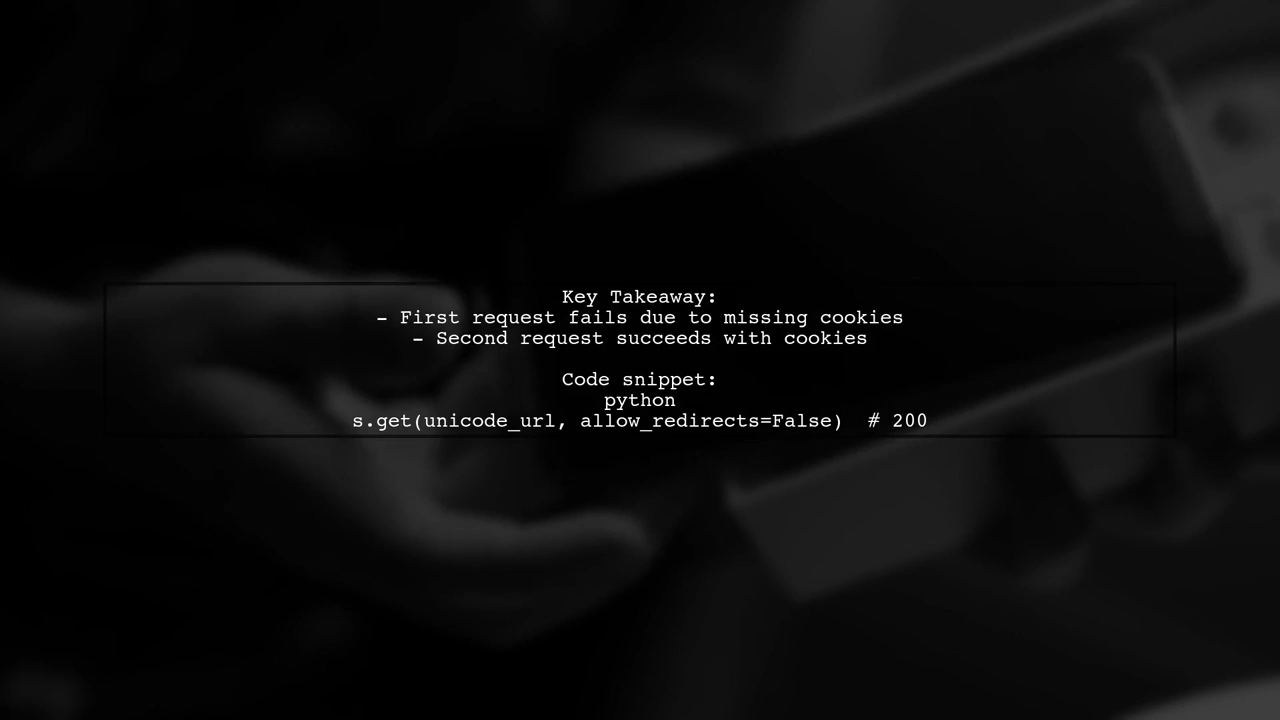 Key Takeaway:
- First request fails due to missing cookies
- Second request succeeds with cookies
Code snippet:
python
s.get(unicode_url, allow_redirects=False)  # 200